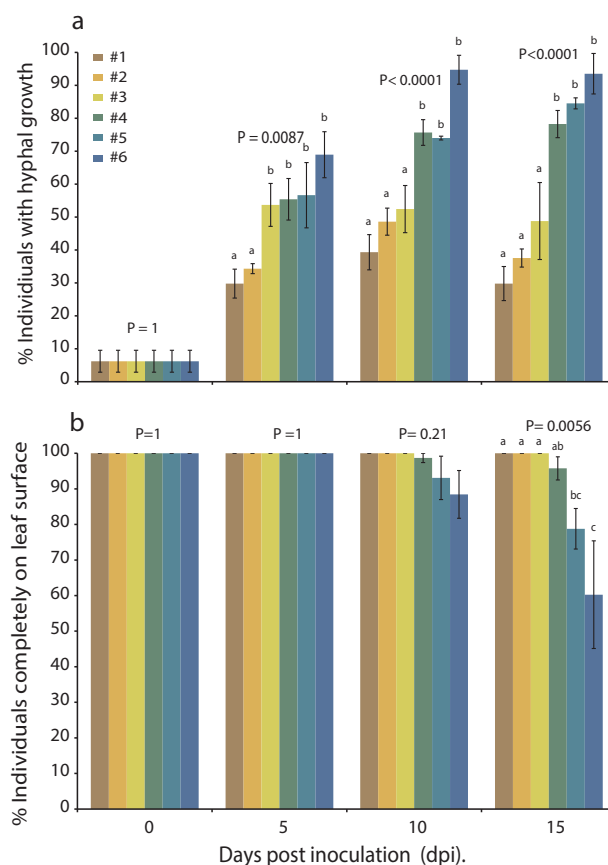 a
% Individiuals with hyphal growth
100
90
80
70
60
50
40
30
20
10
0
#1
#2
#3
#4
#5
#6
P = 1
P = 0.0087
a
a
b
b
b
b
P< 0.0001
a
a
a
b
b
b
P<0.0001
a
a
a
b
b
b
b
% Individuals completely on leaf surface
100
90
80
70
60
50
40
30
20
10
0
P=1
P=1
P = 0.21
P= 0.0056
a a a ab
bc
c
0 5 10 15
Days post inoculation (dpi).